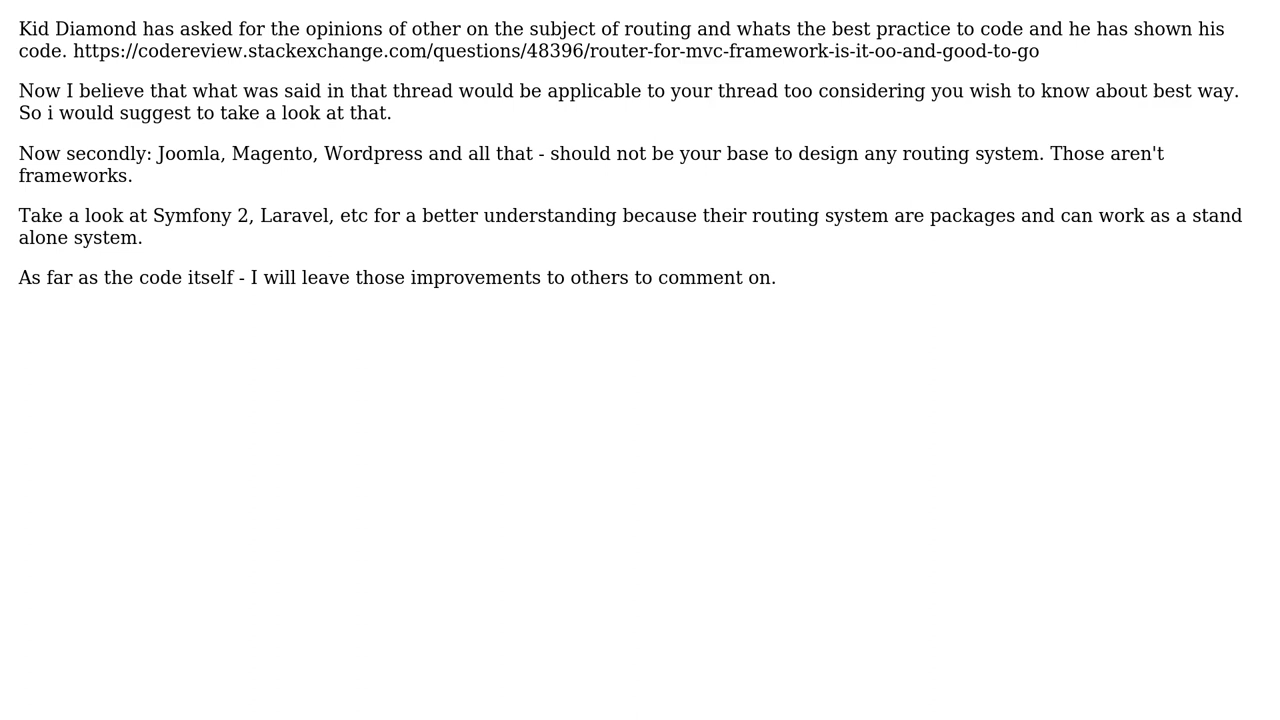 Kid Diamond has asked for the opinions of other on the subject of routing and whats the best practice to code and he has shown his
code. https://codereview.stackexchange.com/questions/48396/router-for-mvc-framework-is-it-oo-and-good-to-go
Now I believe that what was said in that thread would be applicable to your thread too considering you wish to know about best way.
So i would suggest to take a look at that.
Now secondly: Joomla, Magento, Wordpress and all that - should not be your base to design any routing system. Those aren't
frameworks.
Take a look at Symfony 2, Laravel, etc for a better understanding because their routing system are packages and can work as a stand
alone system.
As far as the code itself - I will leave those improvements to others to comment on.